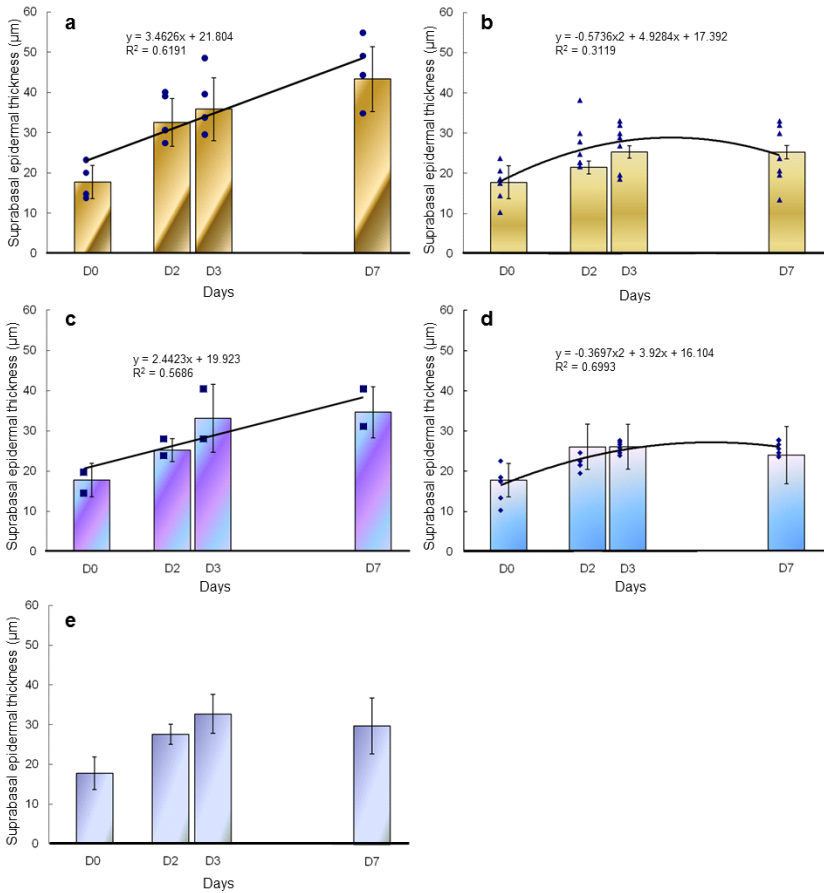 a
y = 3.4626x + 21.804
R² = 0.6191
Suprabasal epidermal thickness (μm)
60
50
40
30
20
10
0
D0 D2 D3 D7
Days
b
y = -0.5736x2 + 4.9284x + 17.392
R² = 0.3119
Suprabasal epidermal thickness (μm)
60
50
40
30
20
10
0
D0 D2 D3 D7
Days
c
y = 2.4423x + 19.923
R² = 0.5686
Suprabasal epidermal thickness (μm)
60
50
40
30
20
10
0
D0 D2 D3 D7
Days
d
y = -0.3697x2 + 3.92x + 16.104
R² = 0.6993
Suprabasal epidermal thickness (μm)
60
50
40
30
20
10
0
D0 D2 D3 D7
Days
e
Suprabasal epidermal thickness (μm)
60
50
40
30
20
10
0
D0 D2 D3 D7
Days